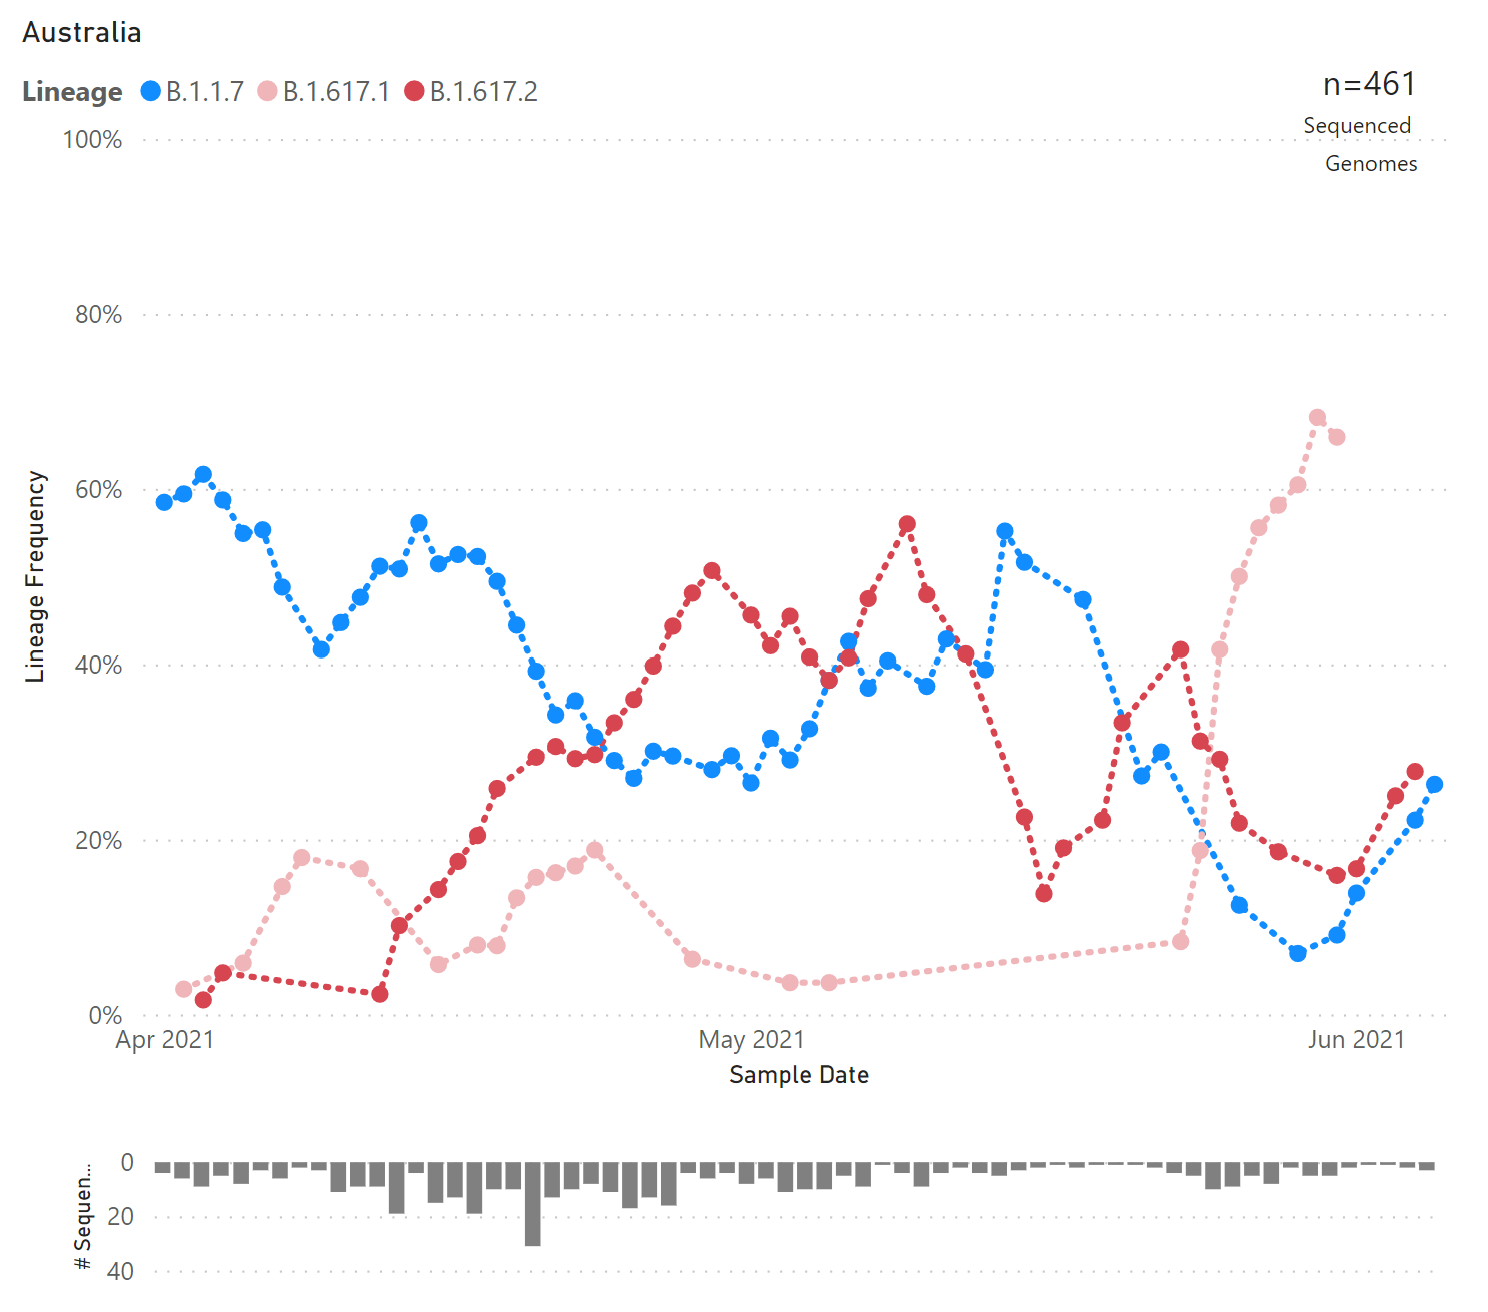 Australia
Lineage B.1.1.7 B.1.617.1 B.1.617.2
n=461
Sequenced
Genomes
100%
80%
60%
40%
20%
0%
Lineage Frequency
Apr 2021 May 2021 Jun 2021
Sample Date
0
20
40
# Sequen...